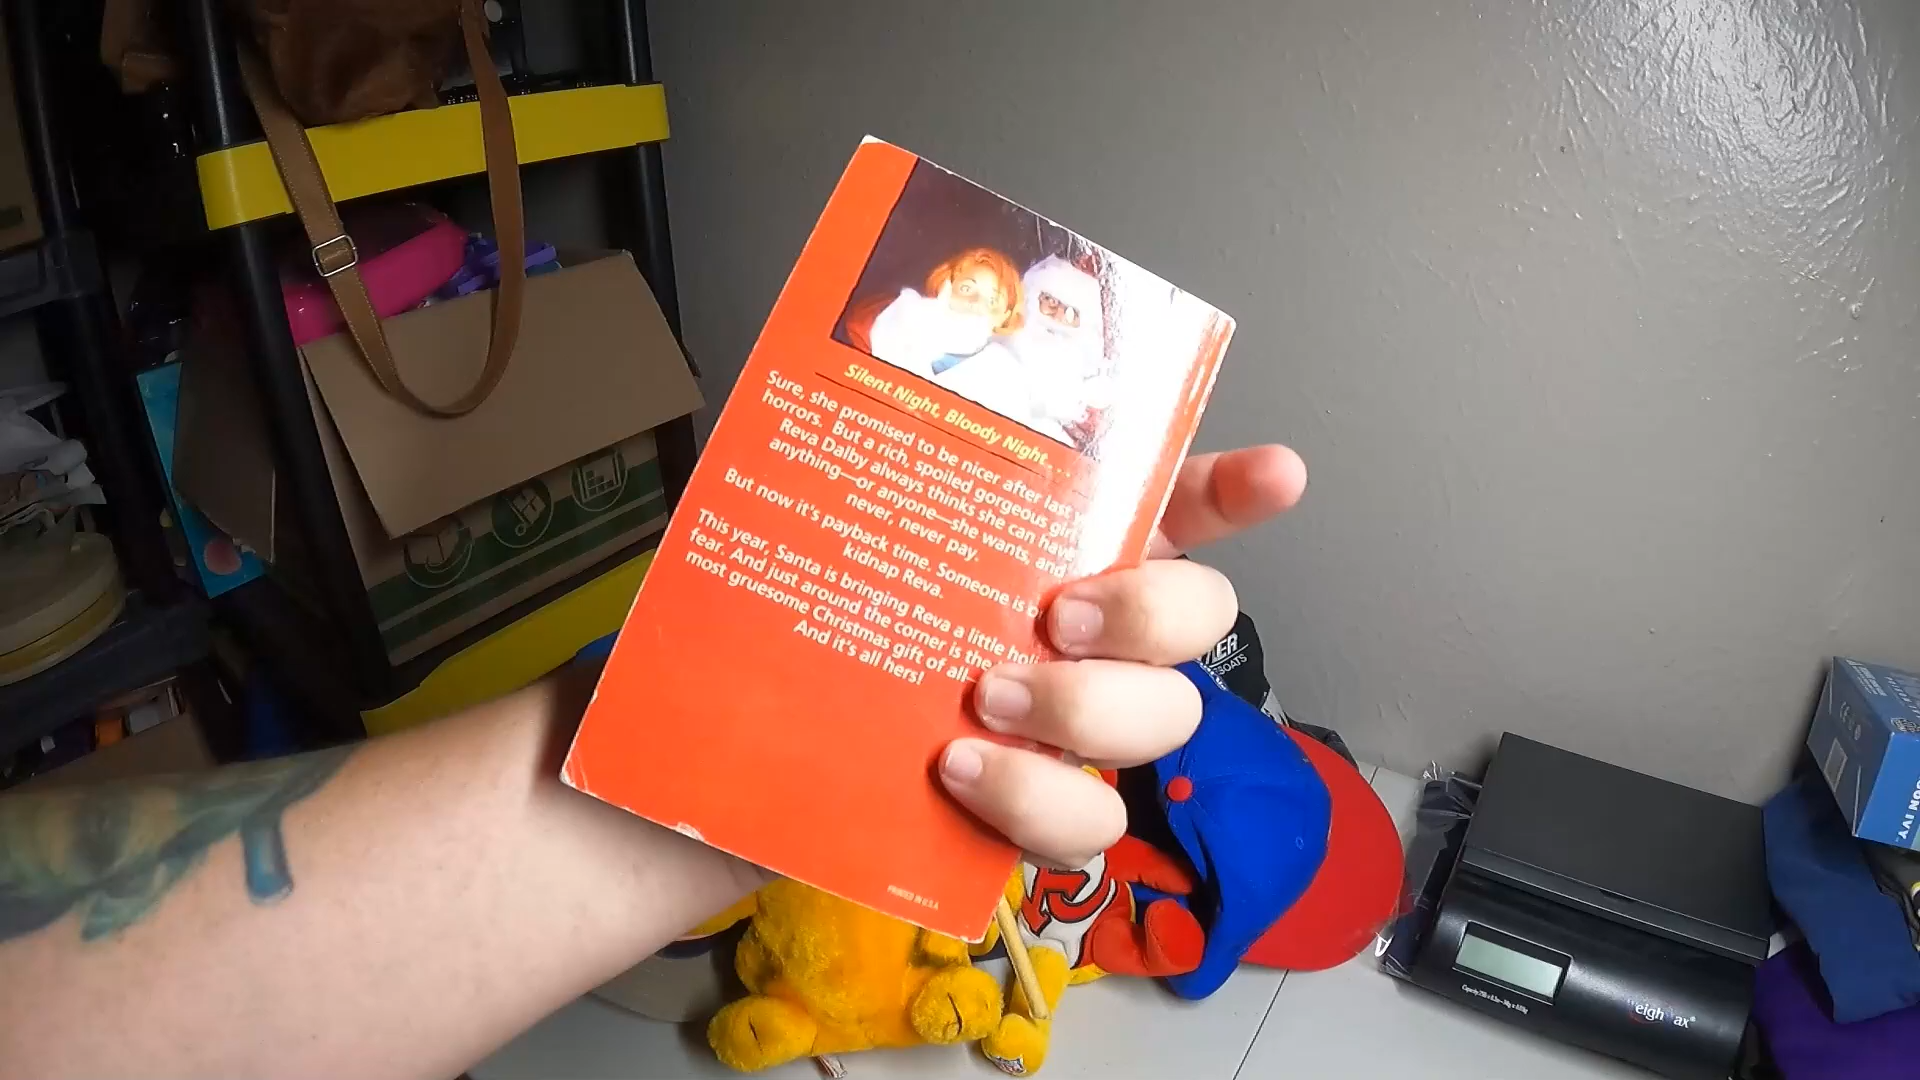 Silent Night, Bloody Night. . .
Sure, she promised to be nicer after last
horrors. But a rich, spoiled gorgeous girl
Reva Dalby always thinks she can have
anything—or anyone—she wants, and
never, never pay.
But now it's payback time. Someone is
kidnap Reva.
This year, Santa is bringing Reva a little
fear. And just around the corner is the
most gruesome Christmas gift of all—
And it's all hers!
PRINTED IN U.S.A.
BOATS
ON IVY